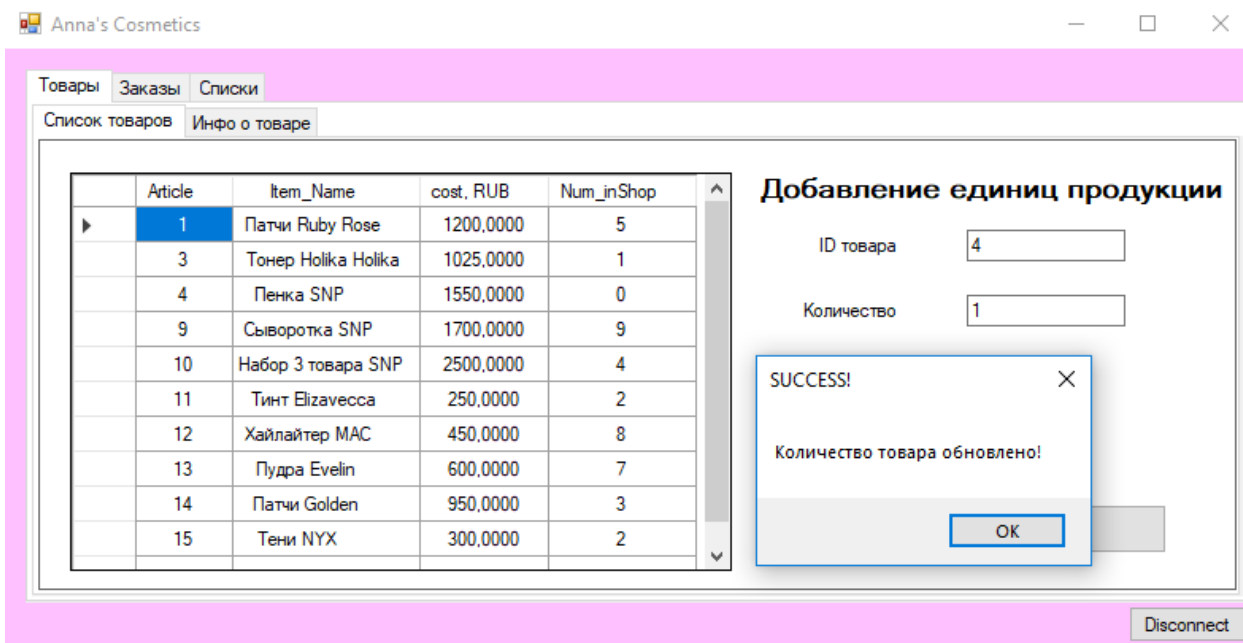 Anna's Cosmetics
Товары Заказы Списки
Список товаров Инфо о товаре
Article Item_Name cost, RUB Num_inShop
1 Патчи Ruby Rose 1200,0000 5
3 Тонер Holika Holika 1025,0000 1
4 Пенка SNP 1550,0000 0
9 Сыворотка SNP 1700,0000 9
10 Набор 3 товара SNP 2500,0000 4
11 Тинт Elizavecca 250,0000 2
12 Хайлайтер MAC 450,0000 8
13 Пудра Evelin 600,0000 7
14 Патчи Golden 950,0000 3
15 Тени NYX 300,0000 2
Добавление единиц продукции
ID товара 4
Количество 1
SUCCESS!
Количество товара обновлено!
OK
Disconnect